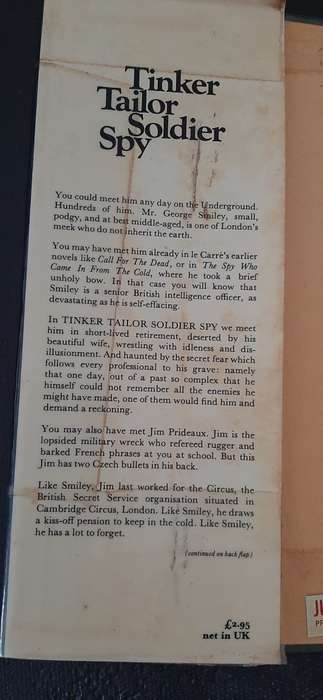 Tinker
Tailor
Soldier
Spy
You could meet him any day on the Underground.
Hundreds of him. Mr. George Smiley, small,
podgy, and at best middle-aged, is one of London's
meek who do not inherit the earth.
You may have met him already in le Carré's earlier
novels like Call For The Dead, or in The Spy Who
Came In From The Cold, where he took a brief
unholy bow. In that case you will know that
Smiley is a senior British intelligence officer, as
devastating as he is self-effacing.
In TINKER TAILOR SOLDIER SPY we meet
him in short-lived retirement, deserted by his
beautiful wife, wrestling with idleness and dis-
illusionment. And haunted by the secret fear which
follows every professional to his grave: namely
that one day, out of a past so complex that he
himself could not remember all the enemies he
might have made, one of them would find him and
demand a reckoning.
You may also have met Jim Prideaux. Jim is the
lopsided military wreck who refereed rugger and
barked French phrases at you at school. But this
Jim has two Czech bullets in his back.
Like Smiley, Jim last worked for the Circus, the
British Secret Service organisation situated in
Cambridge Circus, London. Like Smiley, he draws
a kiss-off pension to keep in the cold. Like Smiley,
he has a lot to forget.
(continued on back flap)
£2.95
net in UK